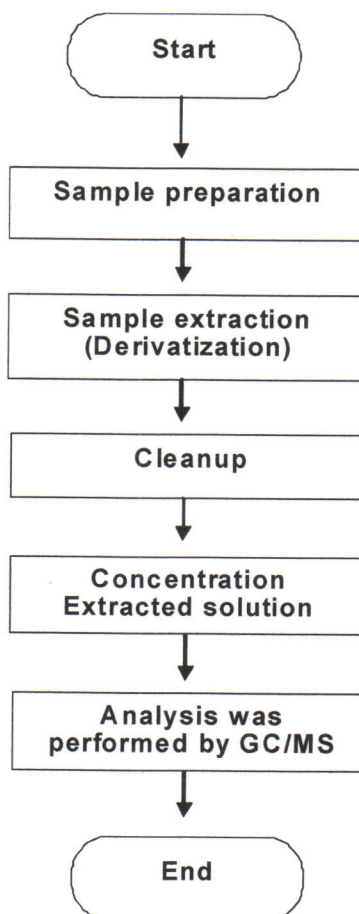 Start
Sample preparation
Sample extraction
(Derivatization)
Cleanup
Concentration
Extracted solution
Analysis was
performed by GC/MS
End